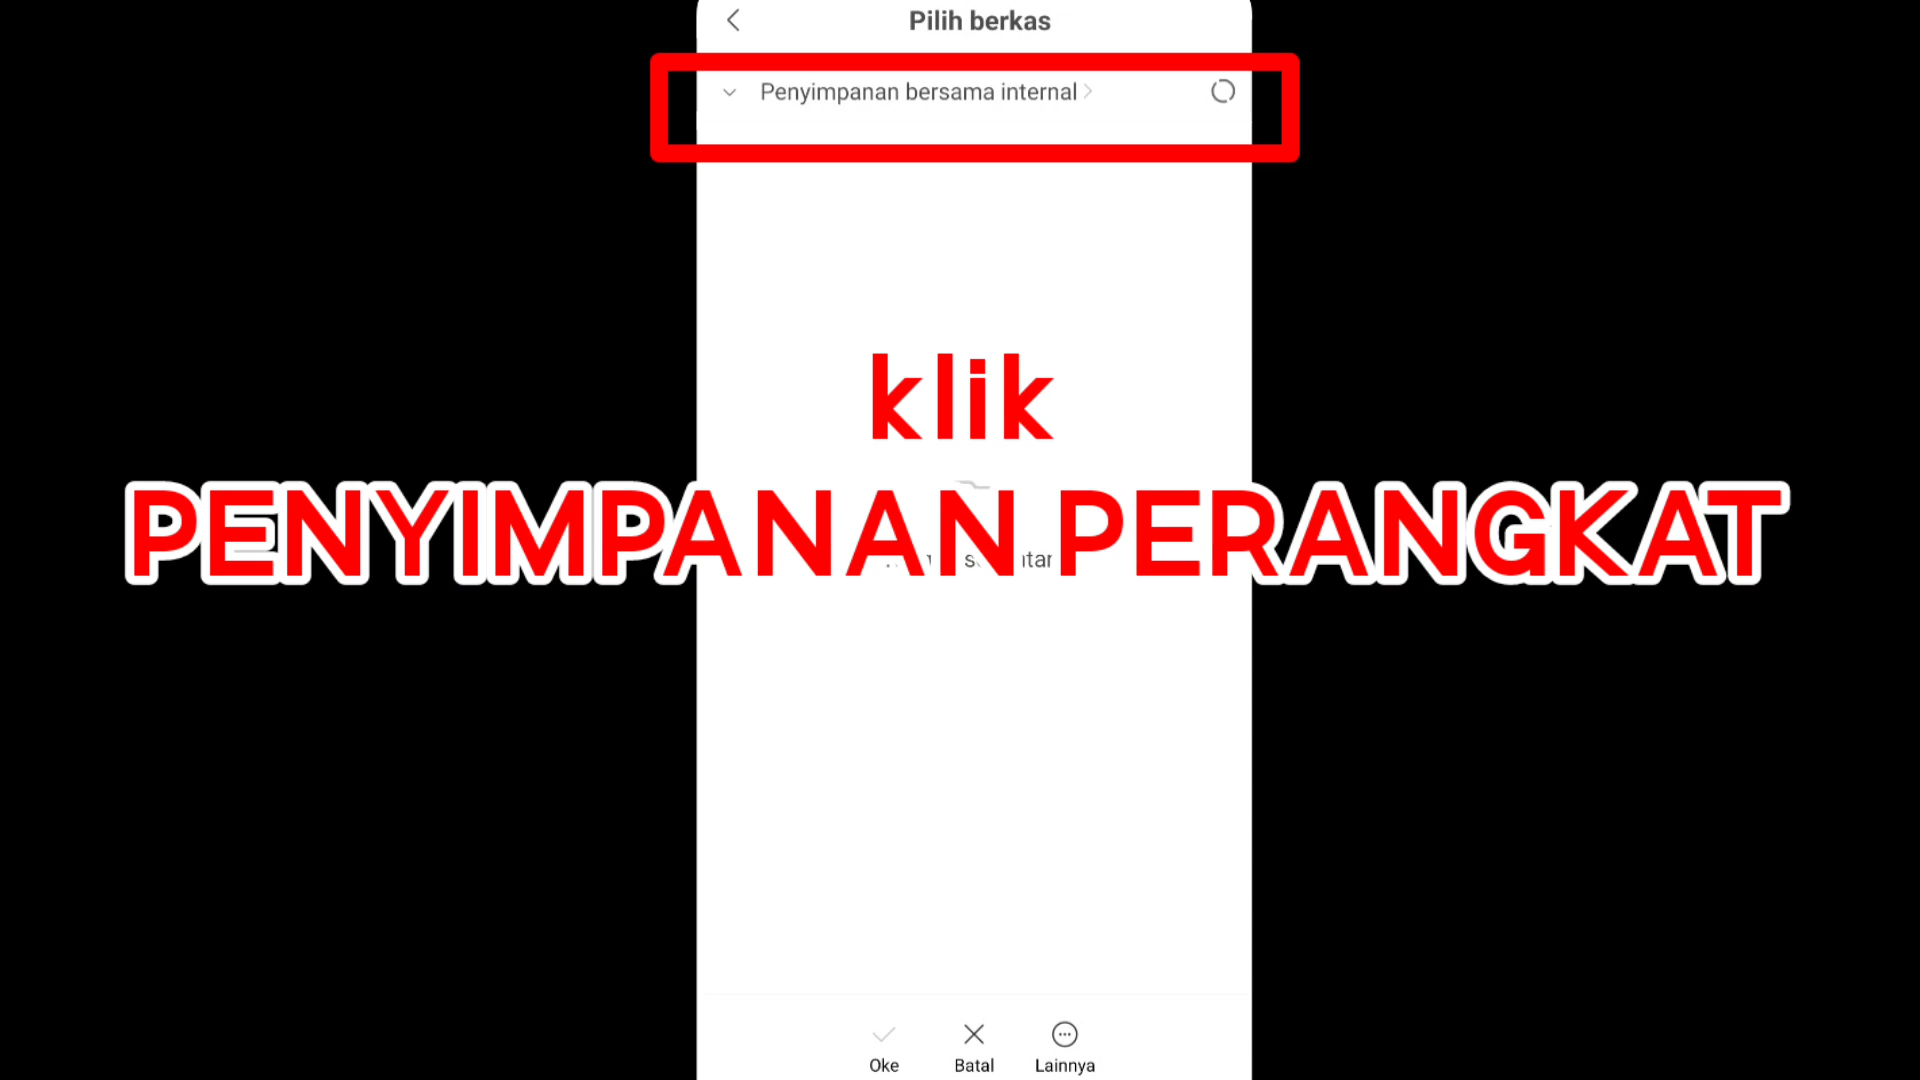 Pilih berkas
Penyimpanan bersama internal
klik
PENYIMPANAN PERANGKAT
Oke Batal Lainnya